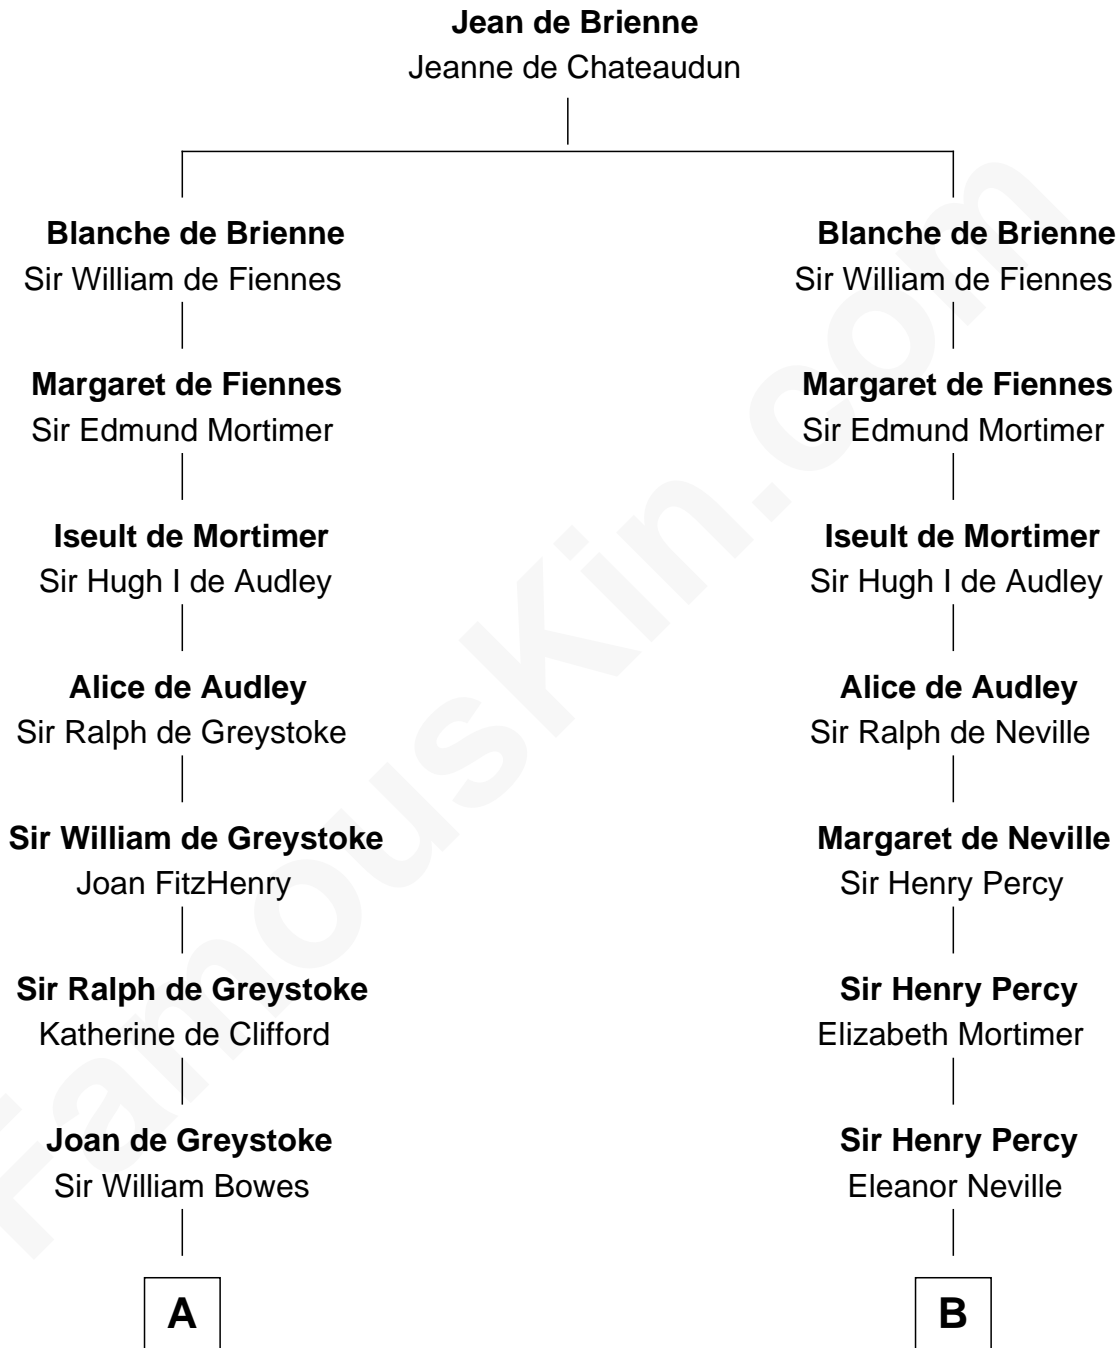 Jean de Brienne
Jeanne de Chateaudun
Blanche de Brienne
Sir William de Fiennes
Margaret de Fiennes
Sir Edmund Mortimer
Iseult de Mortimer
Sir Hugh I de Audley
Alice de Audley
Sir Ralph de Greystoke
Sir William de Greystoke
Joan FitzHenry
Sir Ralph de Greystoke
Katherine de Clifford
Joan de Greystoke
Sir William Bowes
A
Blanche de Brienne
Sir William de Fiennes
Margaret de Fiennes
Sir Edmund Mortimer
Iseult de Mortimer
Sir Hugh I de Audley
Alice de Audley
Sir Ralph de Neville
Margaret de Neville
Sir Henry Percy
Sir Henry Percy
Elizabeth Mortimer
Sir Henry Percy
Eleanor Neville
B
FamousKin.com